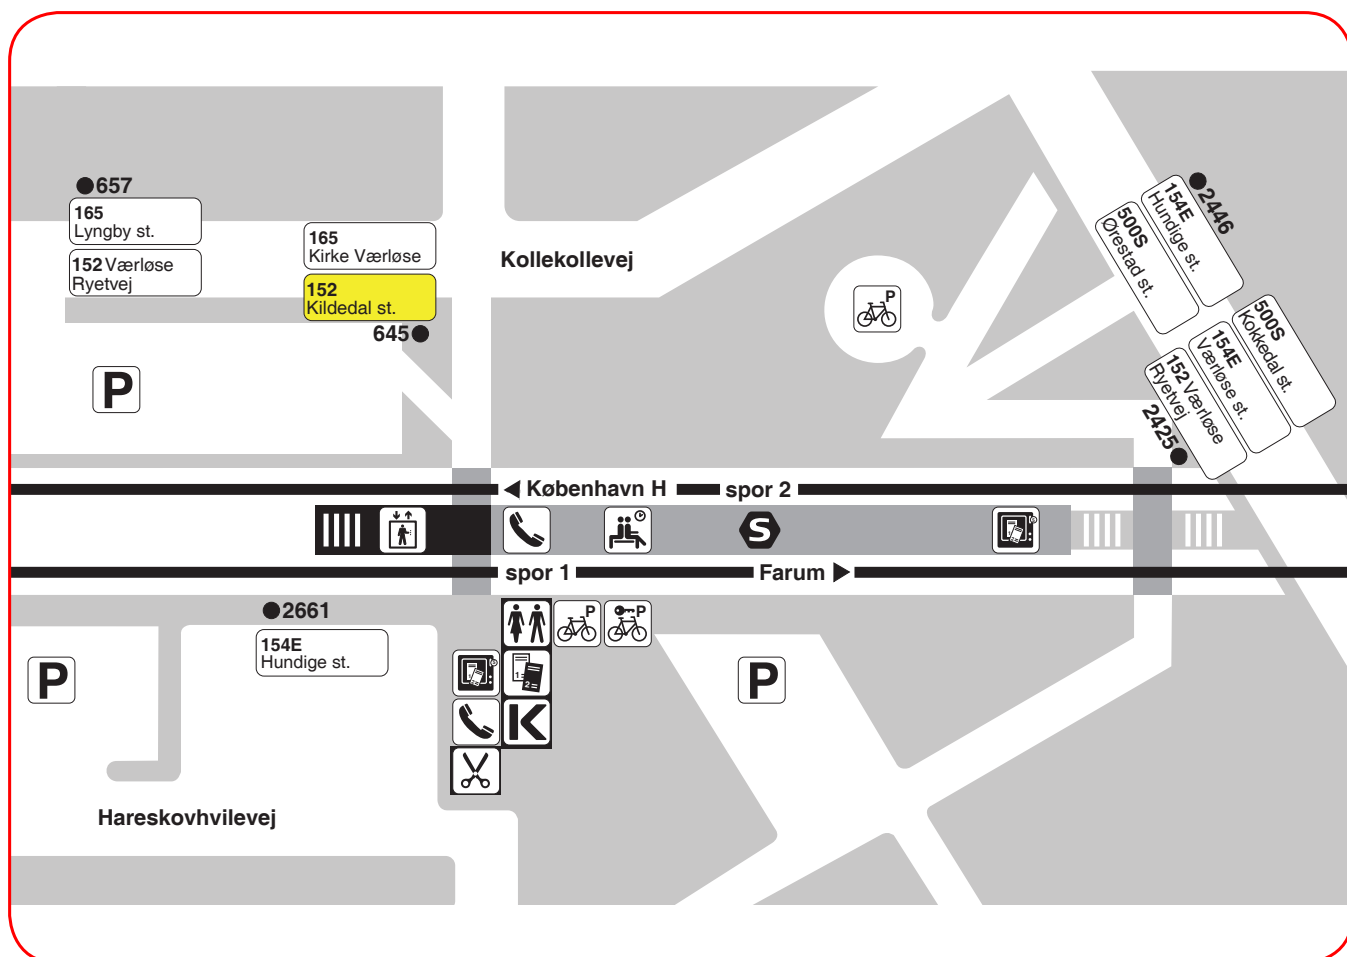 657
165
Lyngby st.
152 Værløse
Ryetvej
165
Kirke Værløse
152
Kildedal st.
645
Kollekollevej
P
2446
154E
Hundige st.
500S
Ørestad st.
500S
Kokkedal st.
154E
Værløse st.
152 Værløse
Ryetvej
2425
P
København H
spor 2
S
spor 1
Farum
2661
154E
Hundige st.
P
P
P
1=
2=
K
P
P
Hareskovhvilevej